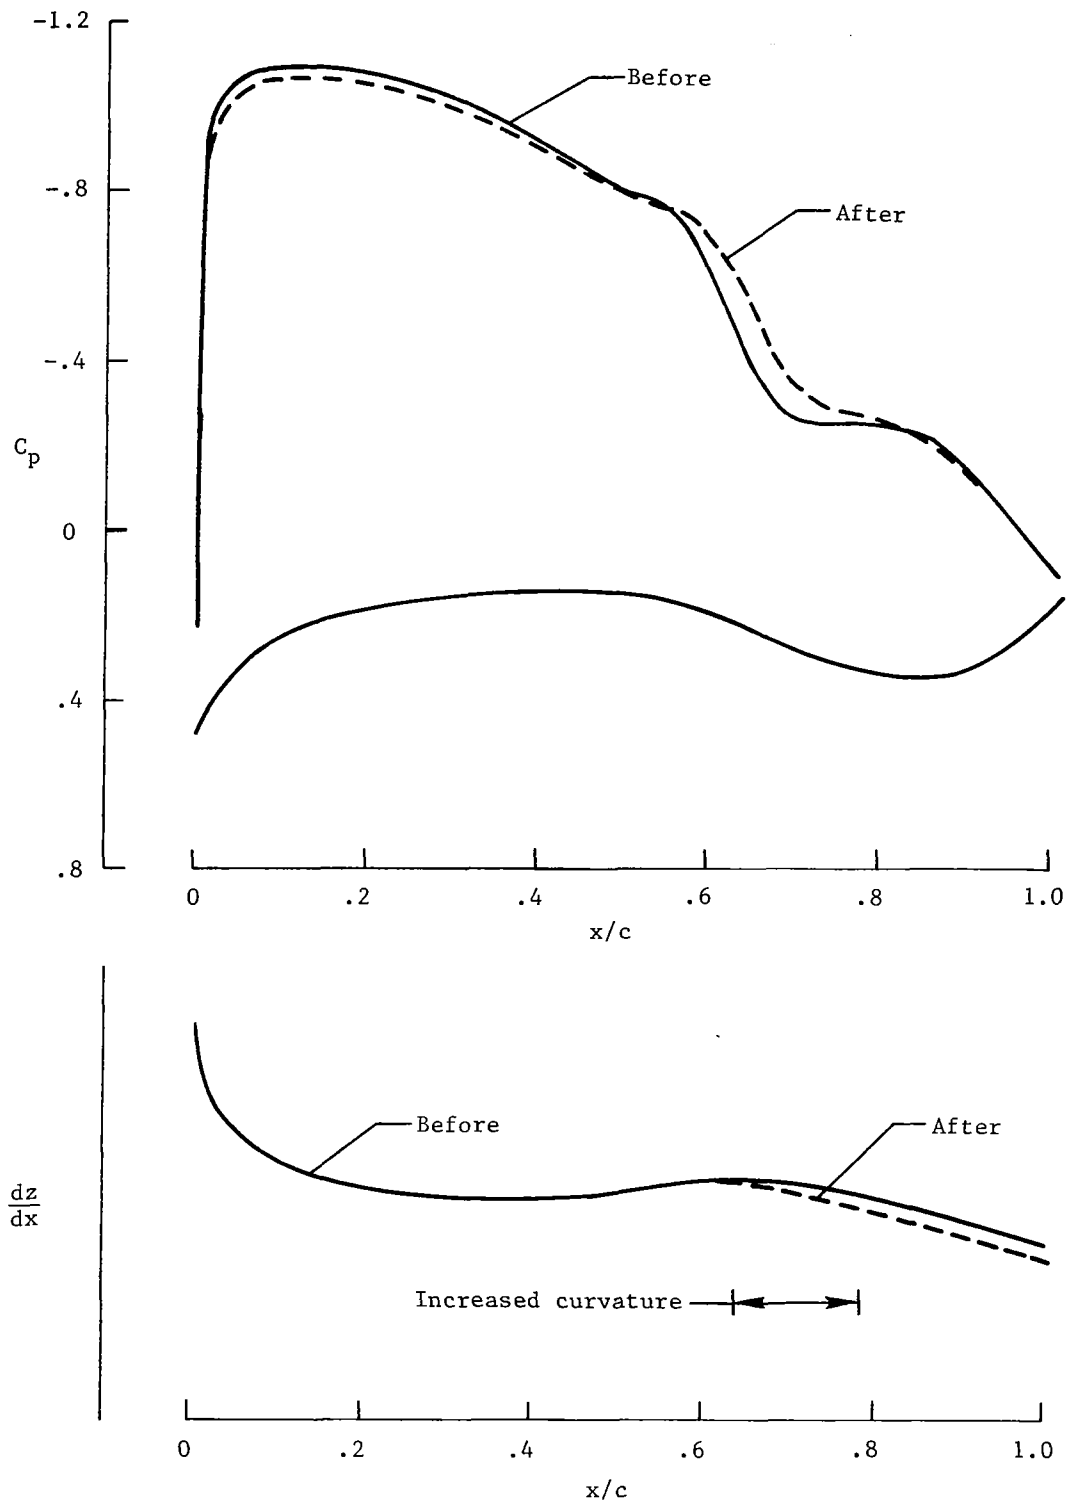 -1.2
Before
-.8
After
-.4
Cp
0
.4
.8
0 .2 .4 .6 .8 1.0
x/c
Before
After
dz
dx
Increased curvature
0 .2 .4 .6 .8 1.0
x/c